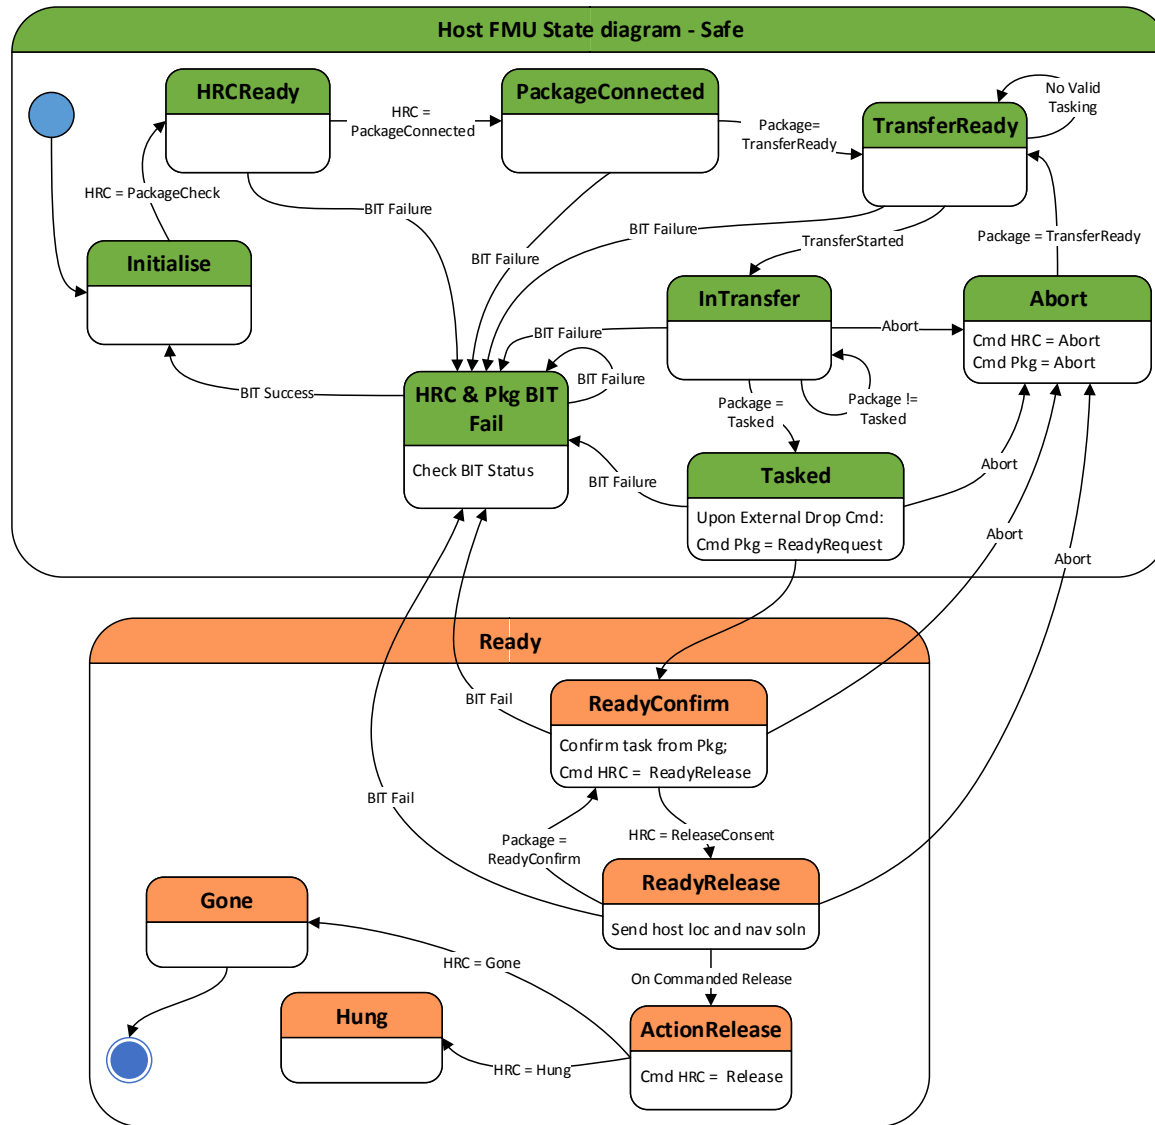 Host FMU State diagram - Safe
HRCReady
HRC =
PackageConnected
PackageConnected
Package=
TransferReady
TransferReady
No Valid
Tasking
HRC = PackageCheck
BIT Failure
BIT Failure
BIT Failure
TransferStarted
Package = TransferReady
Initialise
InTransfer
Abort
Cmd HRC = Abort
Cmd Pkg = Abort
BIT Failure
Abort
BIT Success
HRC & Pkg BIT
Fail
Check BIT Status
BIT Failure
Package =
Tasked
Package !=
Tasked
BIT Failure
Tasked
Upon External Drop Cmd:
Cmd Pkg = ReadyRequest
Abort
Abort
Abort
Ready
ReadyConfirm
Confirm task from Pkg;
Cmd HRC =  ReadyRelease
BIT Fail
BIT Fail
Package =
ReadyConfirm
HRC = ReleaseConsent
ReadyRelease
Send host loc and nav soln
Gone
HRC = Gone
On Commanded Release
Hung
HRC = Hung
ActionRelease
Cmd HRC =  Release